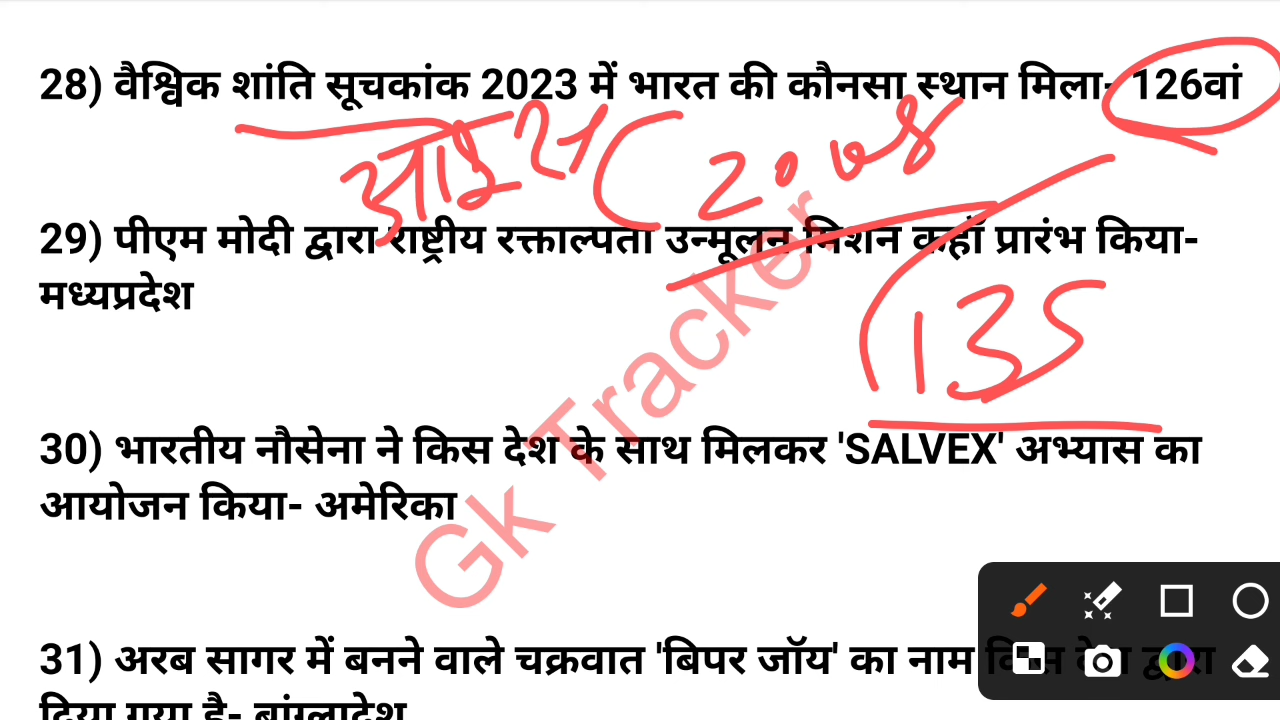 28) वैश्विक शांति सूचकांक 2023 में भारत की कौनसा स्थान मिला- 126वां
29) पीएम मोदी द्वारा राष्ट्रीय रक्ताल्पता उन्मूलन मिशन कहाँ प्रारंभ किया-
मध्यप्रदेश
135
30) भारतीय नौसेना ने किस देश के साथ मिलकर 'SALVEX' अभ्यास का
आयोजन किया- अमेरिका
Gk Tracker
31) अरब सागर में बनने वाले चक्रवात 'बिपर जॉय' का नाम किस देश द्वारा
दिया गया है- बांग्लादेश